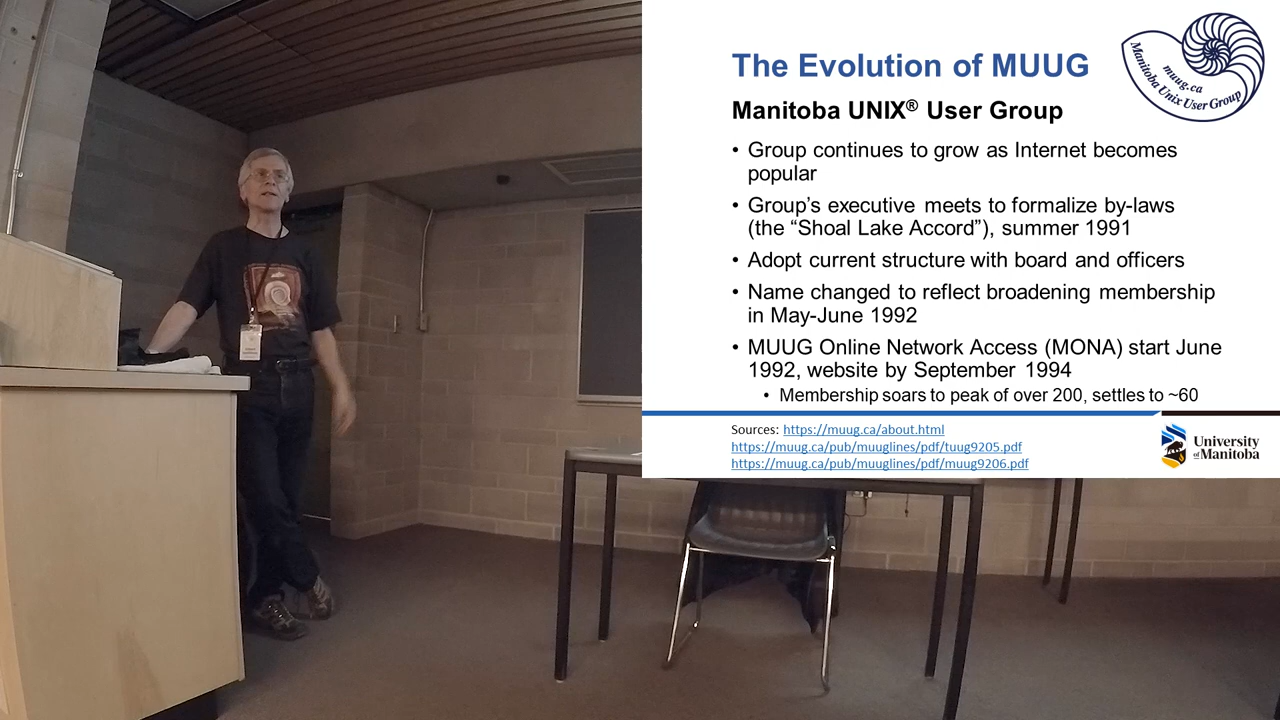 The Evolution of MUUG
Manitoba UNIX® User Group
• Group continues to grow as Internet becomes
popular
• Group’s executive meets to formalize by-laws
(the “Shoal Lake Accord”), summer 1991
• Adopt current structure with board and officers
• Name changed to reflect broadening membership
in May-June 1992
• MUUG Online Network Access (MONA) start June
1992, website by September 1994
• Membership soars to peak of over 200, settles to ~60
Sources: https://muug.ca/about.html
https://muug.ca/pub/muuglines/pdf/tuug9205.pdf
https://muug.ca/pub/muuglines/pdf/muug9206.pdf
muug.ca
Manitoba Unix User Group
University
of Manitoba